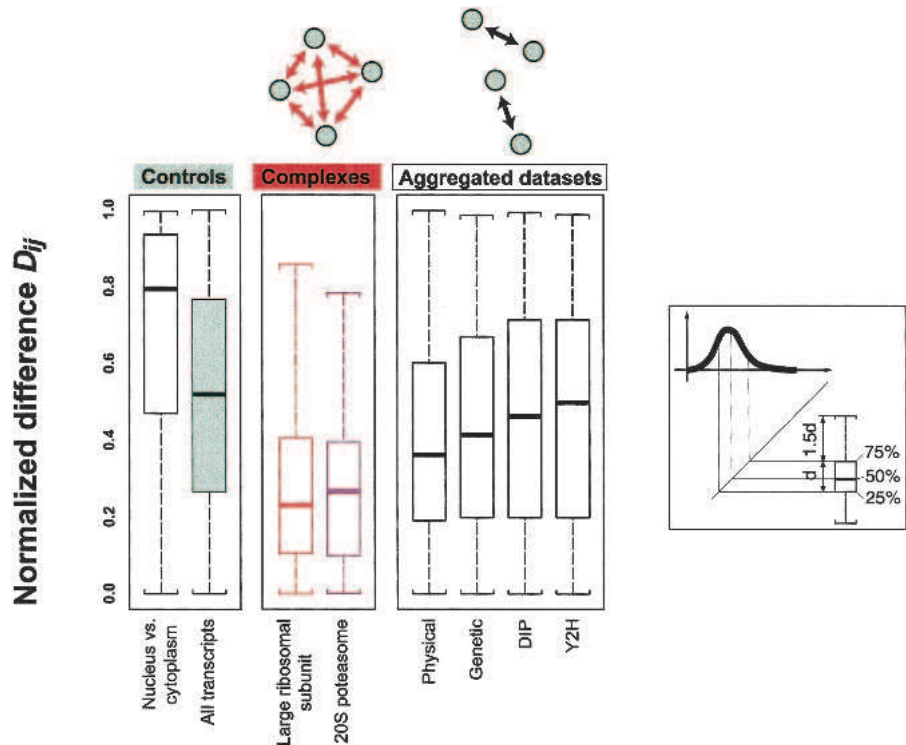 Controls
Complexes
Aggregated datasets
Normalized difference Dij
1.0
0.8
0.6
0.4
0.2
0.0
Nucleus vs.
cytoplasm
All transcripts
Large ribosomal
subunit
20S poteasome
Physical
Genetic
DIP
Y2H
1.5d
d
75%
50%
25%